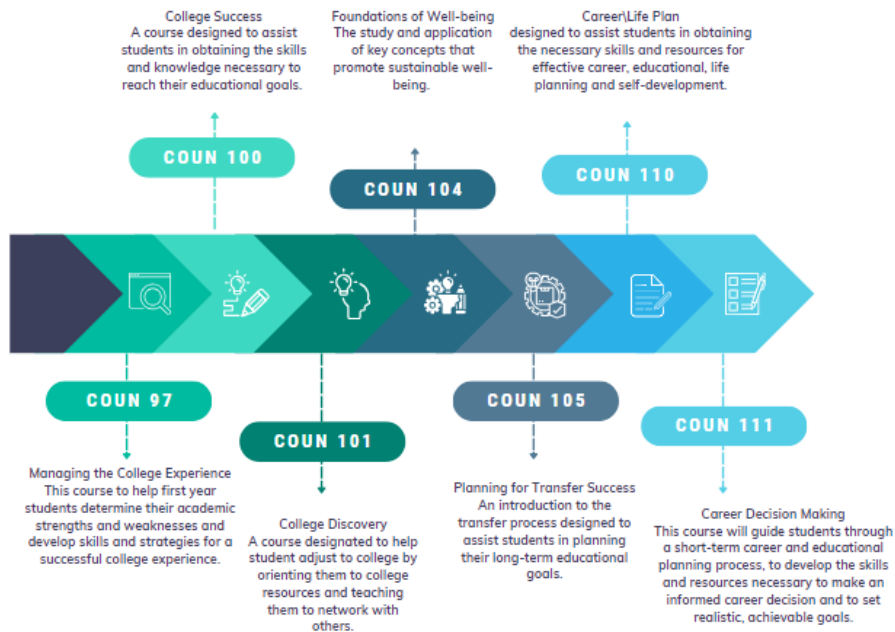 College Success
A course designed to assist
students in obtaining the skills
and knowledge necessary to
reach their educational goals.
COUN 100
Foundations of Well-being
The study and application
of key concepts that
promote sustainable well-
being.
COUN 104
Career\Life Plan
designed to assist students in obtaining
the necessary skills and resources for
effective career, educational, life
planning and self-development.
COUN 110
COUN 97
Managing the College Experience
This course to help first year
students determine their academic
strengths and weaknesses and
develop skills and strategies for a
successful college experience.
COUN 101
College Discovery
A course designated to help
student adjust to college by
orienting them to college
resources and teaching
them to network with
others.
COUN 105
Planning for Transfer Success
An introduction to the
transfer process designed to
assist students in planning
their long-term educational
goals.
COUN 111
Career Decision Making
This course will guide students through
a short-term career and educational
planning process, to develop the skills
and resources necessary to make an
informed career decision and to set
realistic, achievable goals.